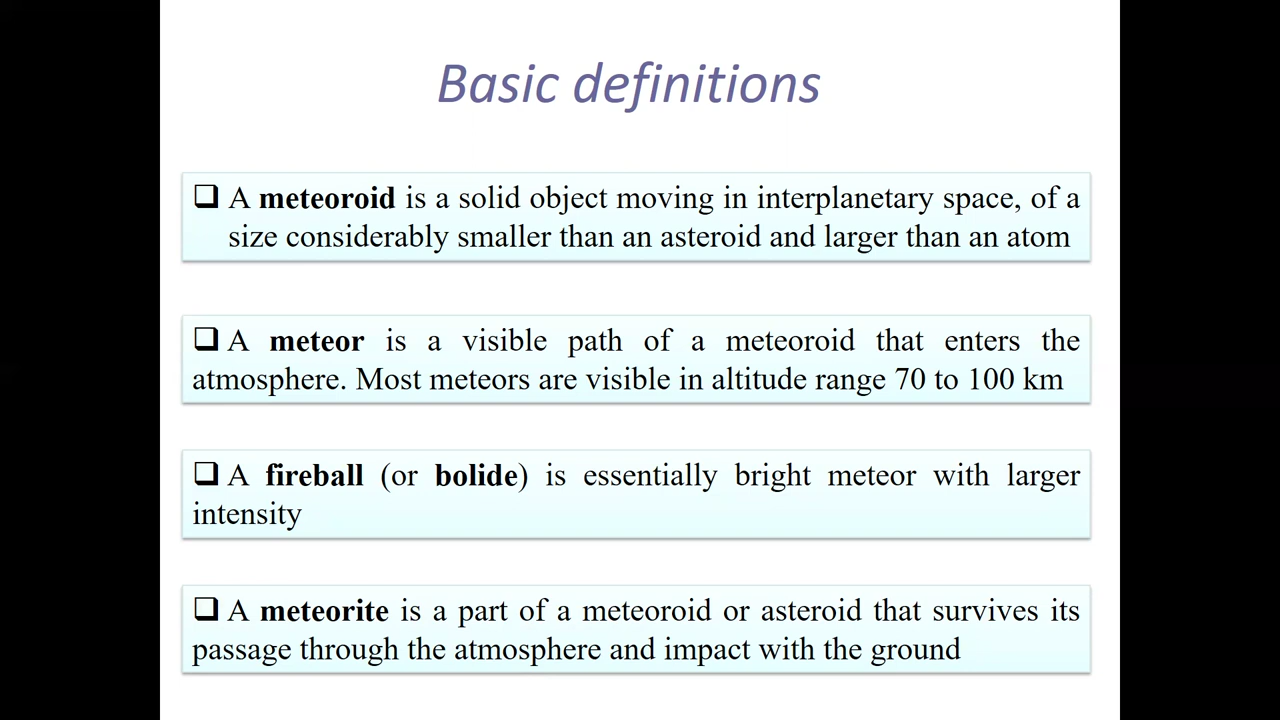 Basic definitions
❑ A meteoroid is a solid object moving in interplanetary space, of a
size considerably smaller than an asteroid and larger than an atom
❑ A meteor is a visible path of a meteoroid that enters the
atmosphere. Most meteors are visible in altitude range 70 to 100 km
❑ A fireball (or bolide) is essentially bright meteor with larger
intensity
❑ A meteorite is a part of a meteoroid or asteroid that survives its
passage through the atmosphere and impact with the ground